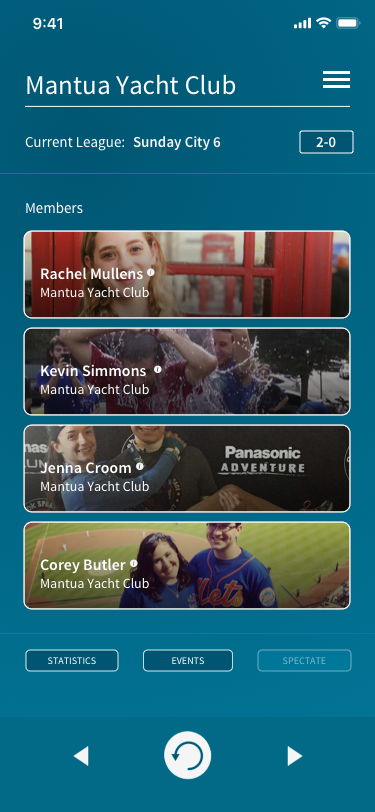 9:41
Mantua Yacht Club
Current League: Sunday City 6
2-0
Members
Rachel Mullens
Mantua Yacht Club
Kevin Simmons
Mantua Yacht Club
Panasonic
ADVENTURE
Jenna Croom
Mantua Yacht Club
Mets
Corey Butler
Mantua Yacht Club
STATISTICS
EVENTS
SPECTATE